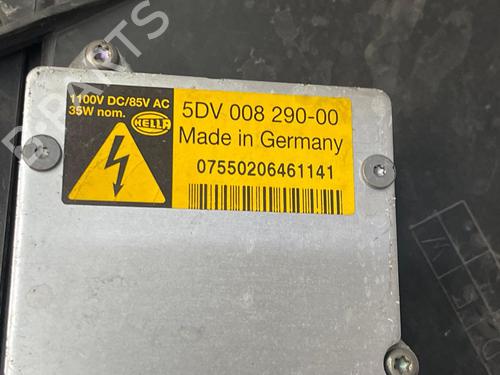 1100V DC/85V AC
35W nom.
HELLA
5DV 008 290-00
Made in Germany
07550206461141